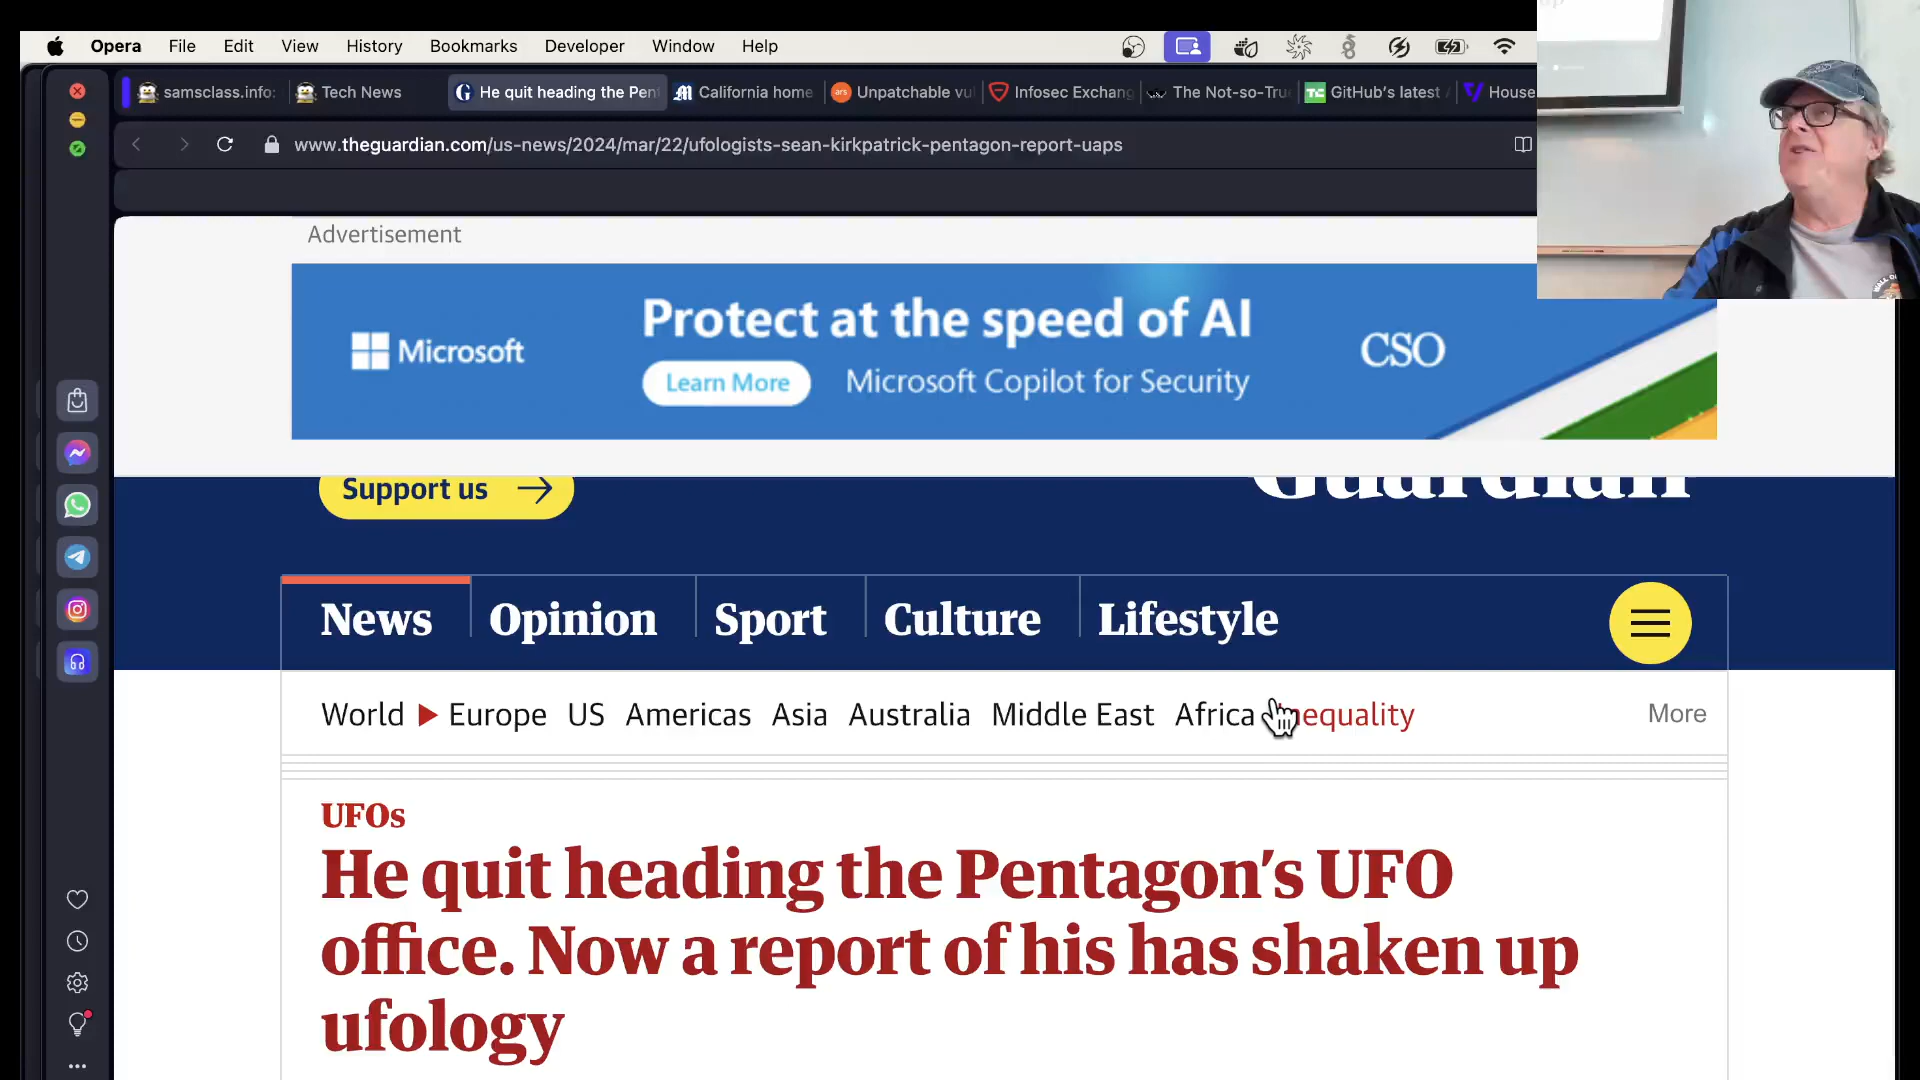 Opera File Edit View History Bookmarks Developer Window Help
samsclass.info: Tech News He quit heading the Pen California home Unpatchable vu Infosec Exchang The Not-so-Tru GitHub's latest House
www.theguardian.com/us-news/2024/mar/22/ufologists-sean-kirkpatrick-pentagon-report-uaps
Advertisement
Microsoft
Protect at the speed of AI
Learn More Microsoft Copilot for Security
CSO
Support us
Guardian
News Opinion Sport Culture Lifestyle
World Europe US Americas Asia Australia Middle East Africa Inequality More
UFOs
He quit heading the Pentagon's UFO
office. Now a report of his has shaken up
ufology